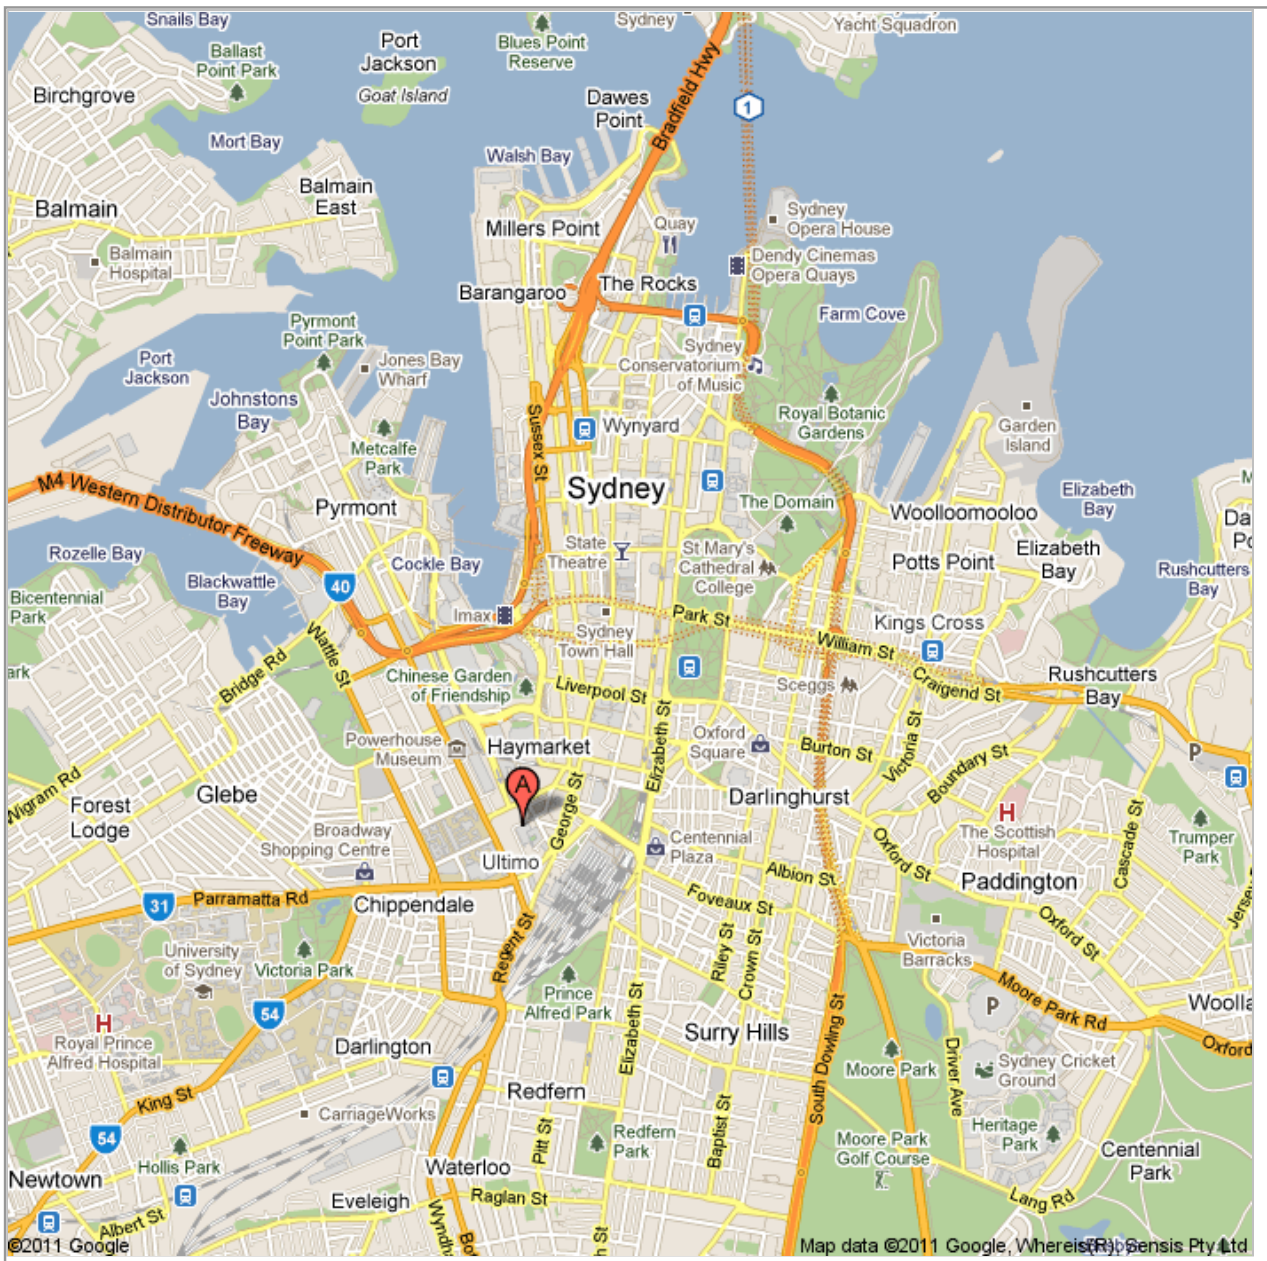 Snails Bay
Sydney
Yacht Squadron
Ballast
Point Park
Port
Jackson
Blues Point
Reserve
Birchgrove
Goat Island
Dawes
Point
Bradfield Hwy
1
Mort Bay
Walsh Bay
Balmain
East
Balmain
Sydney
Opera House
Millers Point
Quay
Balmain
Hospital
Dendy Cinemas
Opera Quays
Barangaroo
The Rocks
Pyrmont
Point Park
Farm Cove
Port
Jackson
Jones Bay
Wharf
Sydney
Conservatorium
of Music
Johnstons
Bay
Royal Botanic
Gardens
Sussex St
Wynyard
Garden
Island
Metcalfe
Park
M4 Western Distributor Freeway
Sydney
Elizabeth
Bay
Pyrmont
The Domain
Woolloomooloo
Da
Po
Rozelle Bay
Cockle Bay
State
Theatre
St Mary's
Cathedral
College
Potts Point
Elizabeth
Bay
Blackwattle
Bay
40
Rushcutters
Bay
Bicentennial
Park
Imax
Park St
Kings Cross
Wattle St
Sydney
Town Hall
William St
ark
Bridge Rd
Chinese Garden
of Friendship
Liverpool St
Sceggs
Craigend St
Rushcutters
Bay
Elizabeth St
Powerhouse
Museum
Haymarket
Oxford
Square
Burton St
Victoria St
Boundary St
P
Wigram Rd
Forest
Lodge
Glebe
A
George St
Darlinghurst
H
The Scottish
Hospital
Cascade St
Trumper
Park
Broadway
Shopping Centre
Ultimo
Centennial
Plaza
Oxford St
Albion St
Paddington
31
Parramatta Rd
Chippendale
Foveaux St
Oxford St
Jersey
University
of Sydney
Victoria Park
Regent St
Riley St
Crown St
Victoria
Barracks
Moore Park Rd
54
Prince
Alfred Park
P
Woolla
H
Royal Prince
Alfred Hospital
Darlington
Elizabeth St
Surry Hills
South Dowling St
Driver Ave
Oxford
Moore Park
Sydney Cricket
Ground
King St
CarriageWorks
Redfern
Baptist St
Heritage
Park
54
Hollis Park
Pitt St
Redfern
Park
Moore Park
Golf Course
Centennial
Park
Newtown
Waterloo
Eveleigh
Raglan St
Lang Rd
Albert St
Wyndh
Bo
h St
©2011 Google
Map data ©2011 Google, Whereis(R), Sensis Pty Ltd